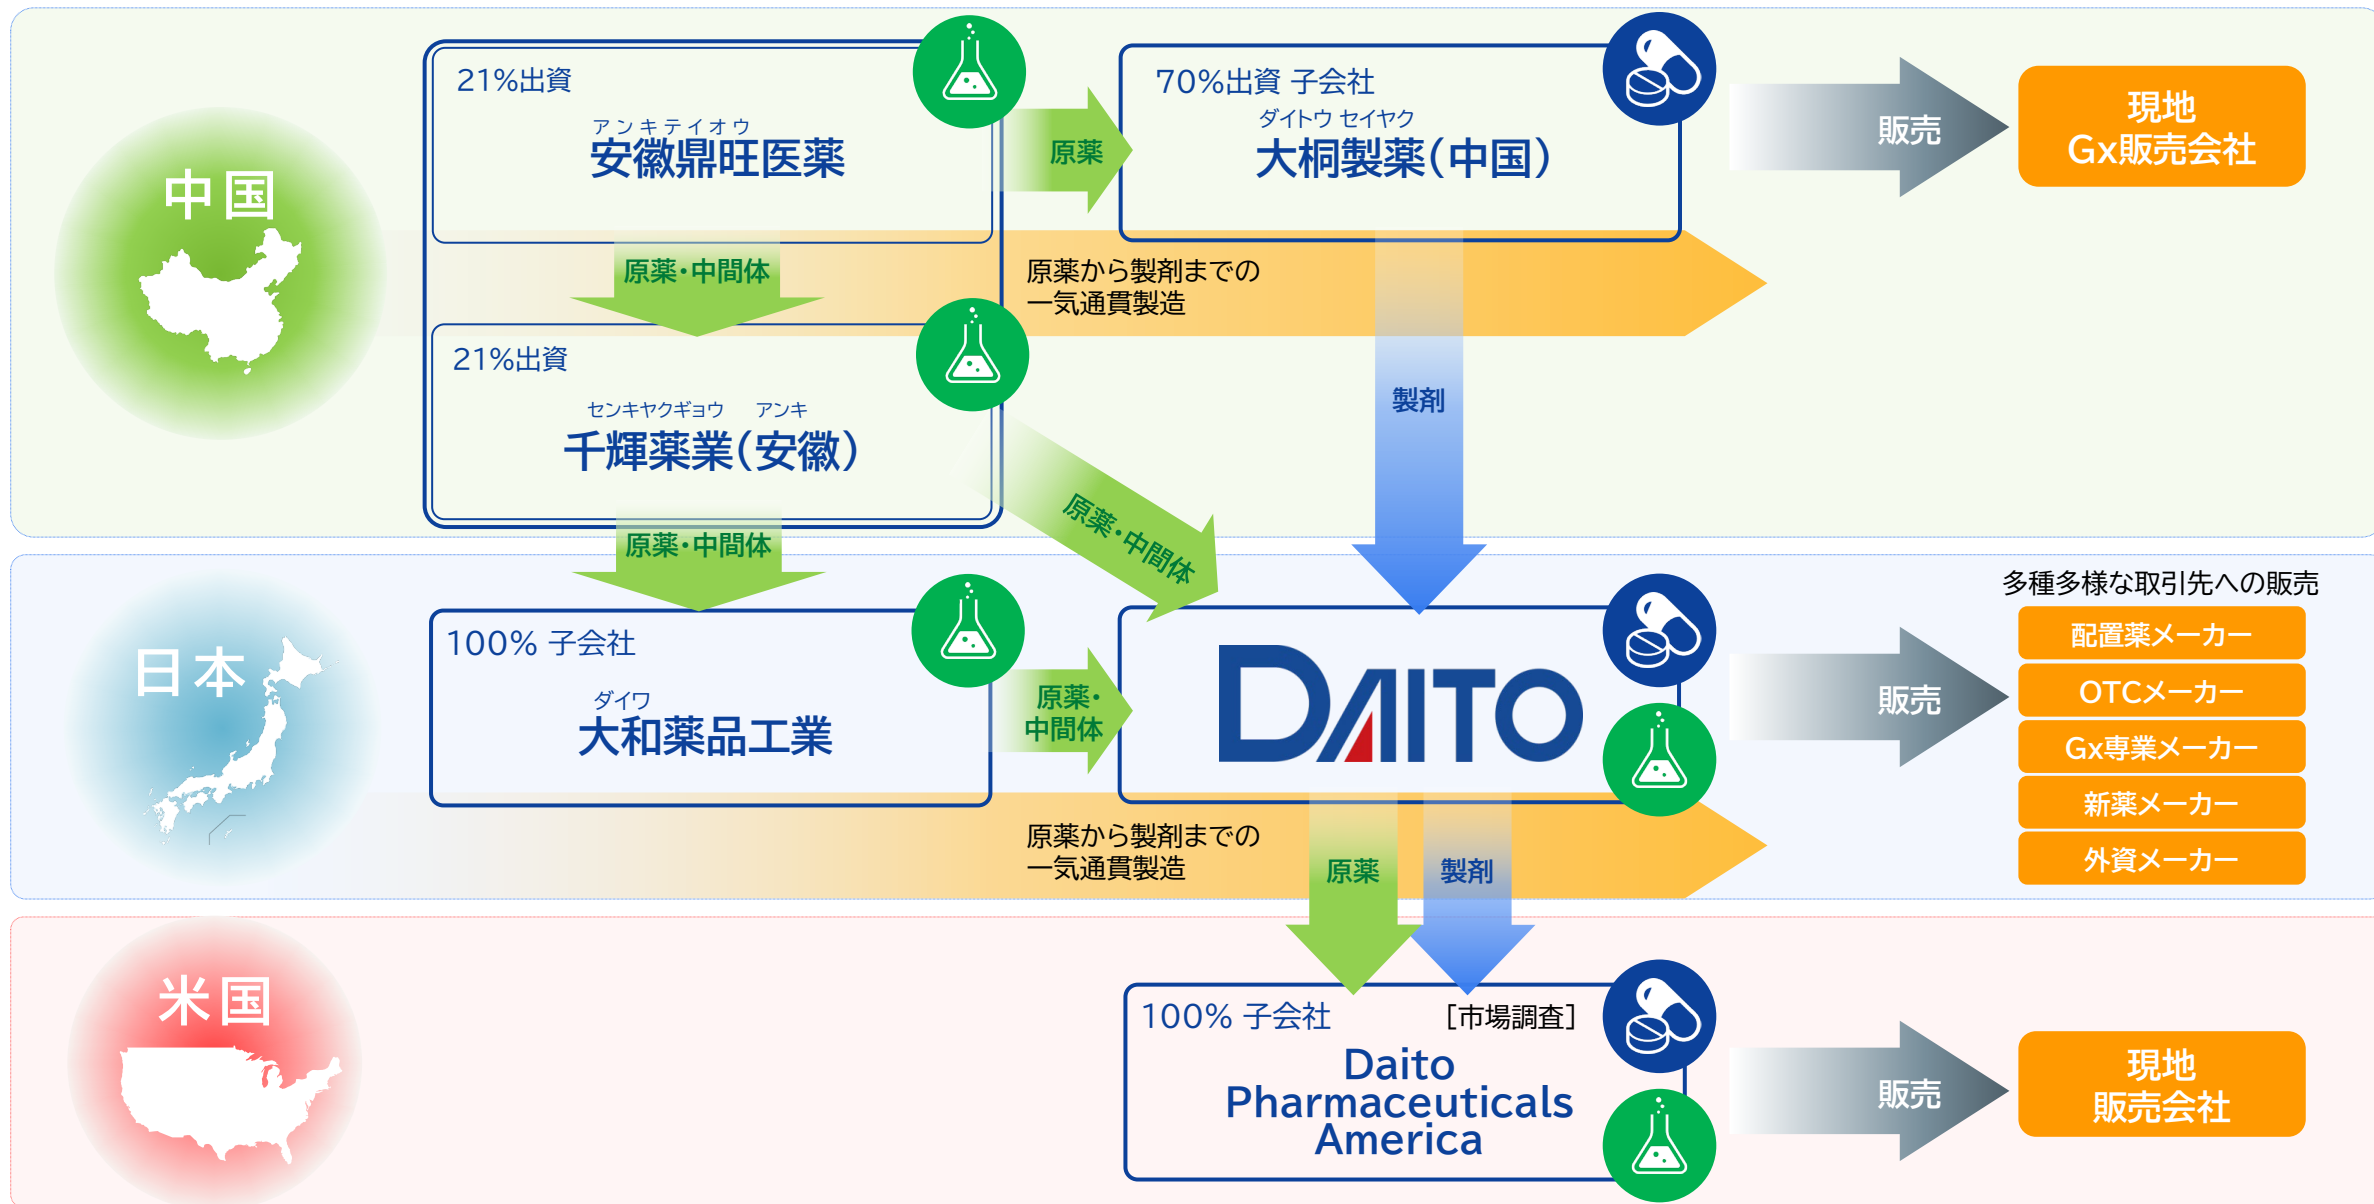 中国
21%出資
アンキテイオウ
安徽鼎旺医薬
原薬
70%出資 子会社
ダイトウ セイヤク
大桐製薬(中国)
販売
現地
Gx販売会社
原薬・中間体
原薬から製剤までの
一気通貫製造
21%出資
センキヤクギョウ アンキ
千輝薬業(安徽)
製剤
原薬・中間体
原薬・中間体
日本
100% 子会社
ダイワ
大和薬品工業
原薬・
中間体
DAITO
販売
多種多様な取引先への販売
配置薬メーカー
OTCメーカー
Gx専業メーカー
新薬メーカー
外資メーカー
原薬から製剤までの
一気通貫製造
原薬
製剤
米国
100% 子会社
[市場調査]
Daito
Pharmaceuticals
America
販売
現地
販売会社